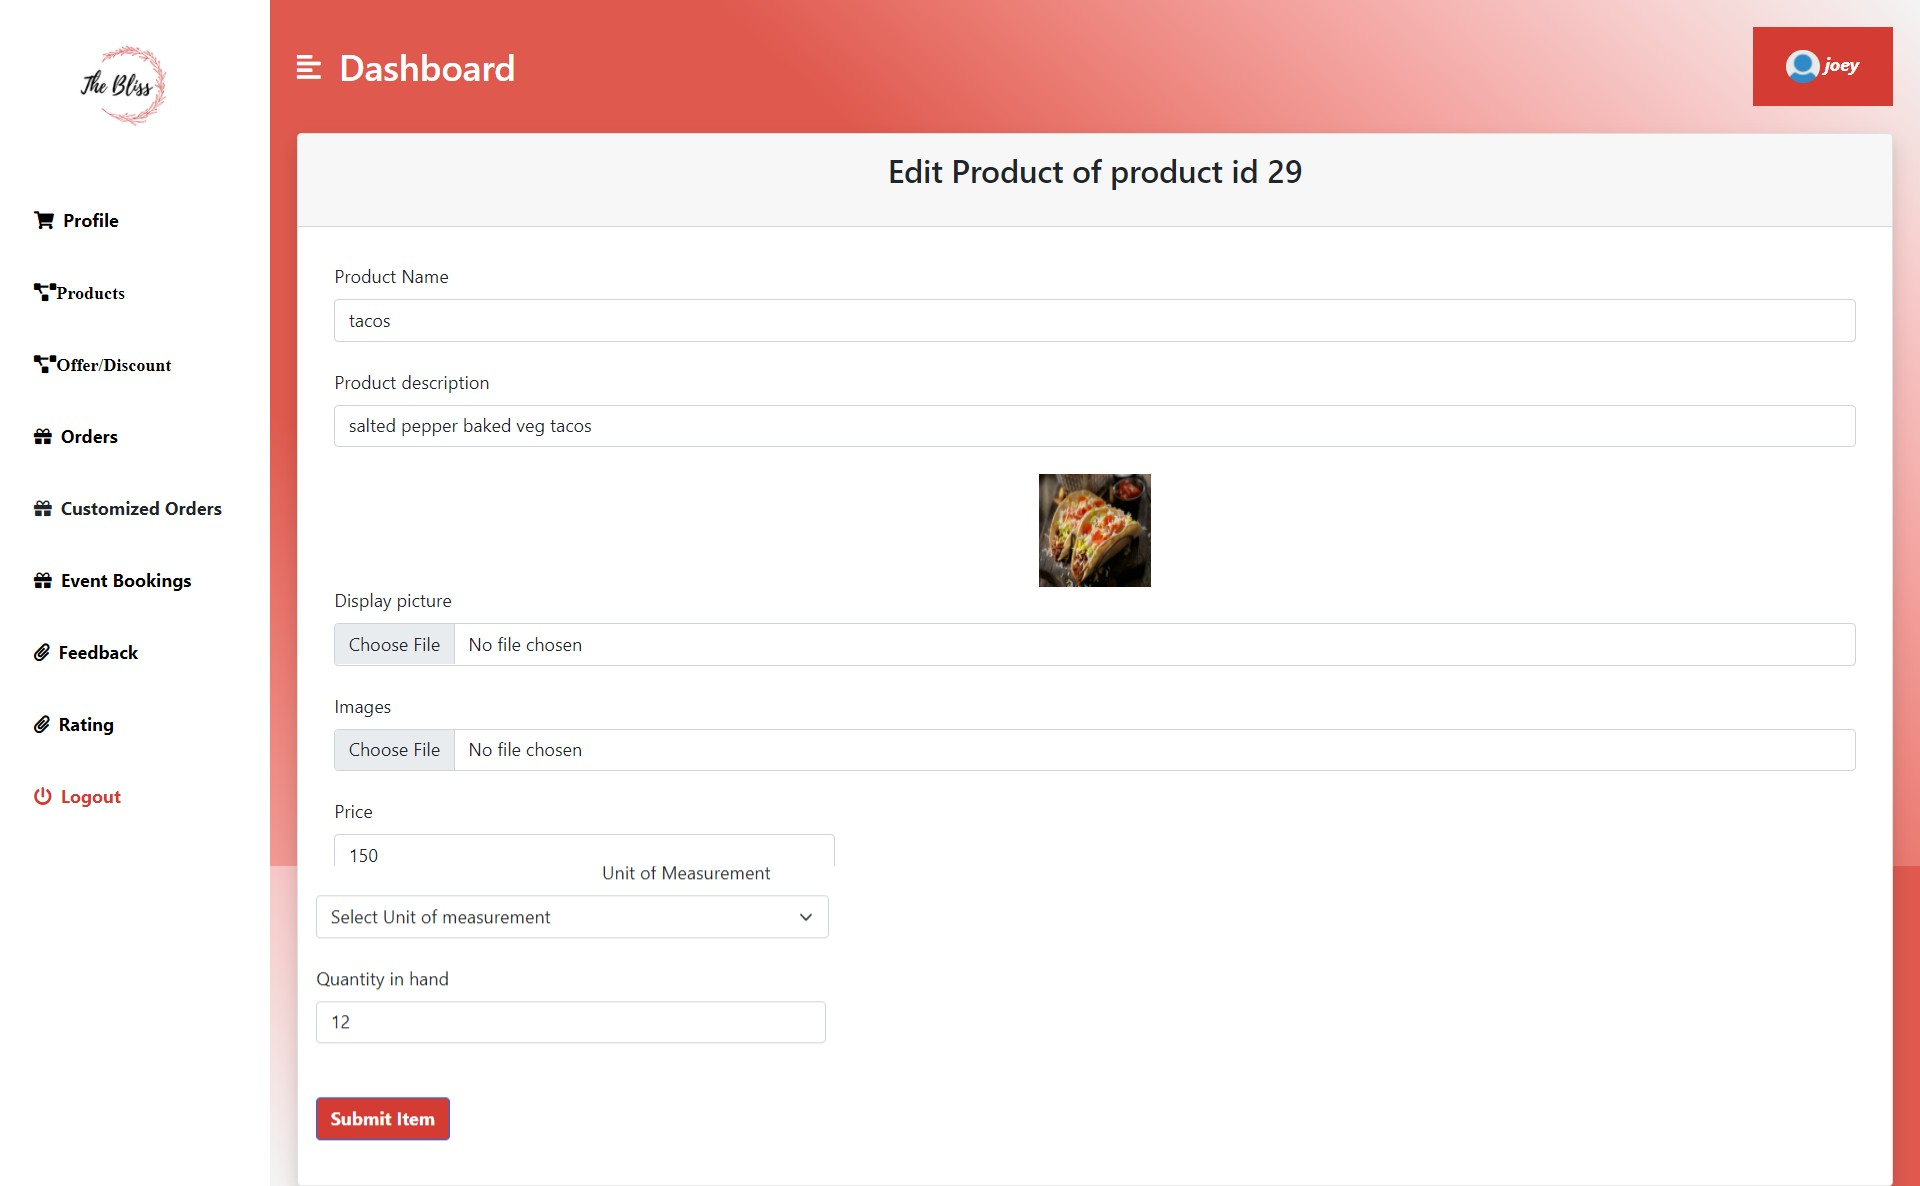 The Bliss
Dashboard
joey
Profile
Products
Offer/Discount
Orders
Customized Orders
Event Bookings
Feedback
Rating
Logout
Edit Product of product id 29
Product Name
tacos
Product description
salted pepper baked veg tacos
Display picture
Choose File No file chosen
Images
Choose File No file chosen
Price
150
Unit of Measurement
Select Unit of measurement
Quantity in hand
12
Submit Item